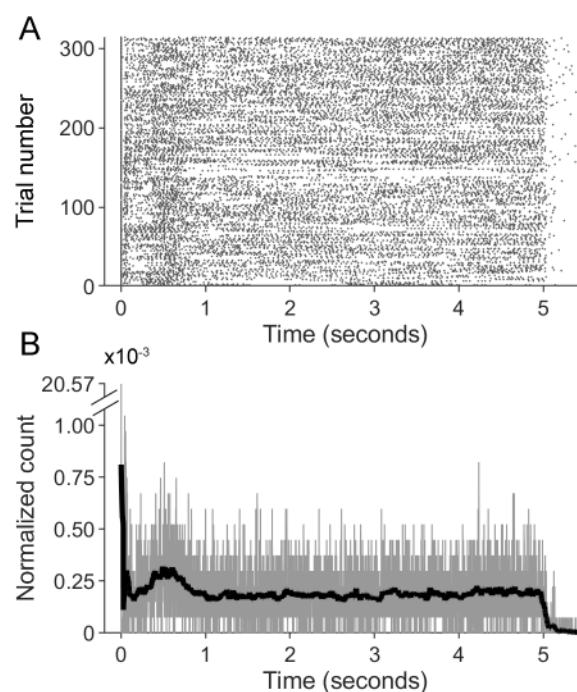 A
Trial number
300
200
100
0
0 1 2 3 4 5
Time (seconds)
B
x10⁻³
Normalized count
20.57
1.00
0.75
0.50
0.25
0
0 1 2 3 4 5
Time (seconds)